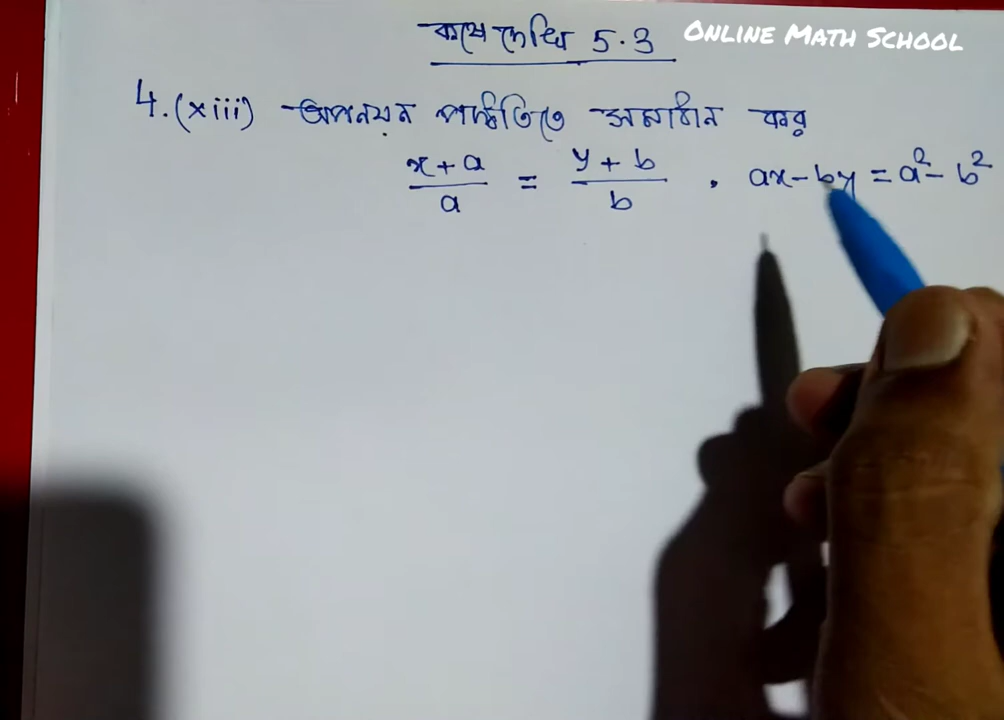 কষে দেখি 5.3
ONLINE MATH SCHOOL
4.(xiii) অপনয়ন পদ্ধতিতে সমাধান কর
x+a/a = y+b/b , ax-by=a²-b²